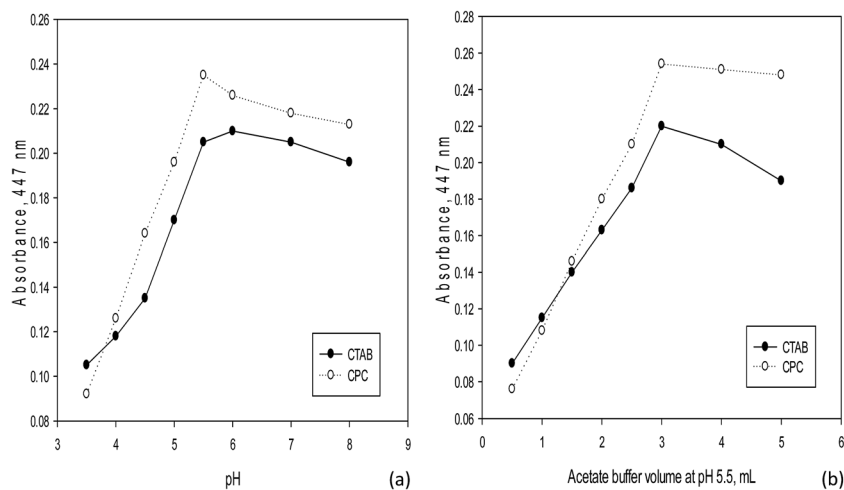 0.26
0.24
0.22
0.20
0.18
0.16
0.14
0.12
0.10
0.08
Absorbance, 447 nm
3 4 5 6 7 8 9
pH
(a)
CTAB
CPC
0.28
0.26
0.24
0.22
0.20
0.18
0.16
0.14
0.12
0.10
0.08
0.06
Absorbance, 447 nm
0 1 2 3 4 5 6
Acetate buffer volume at pH 5.5, mL
(b)
CTAB
CPC